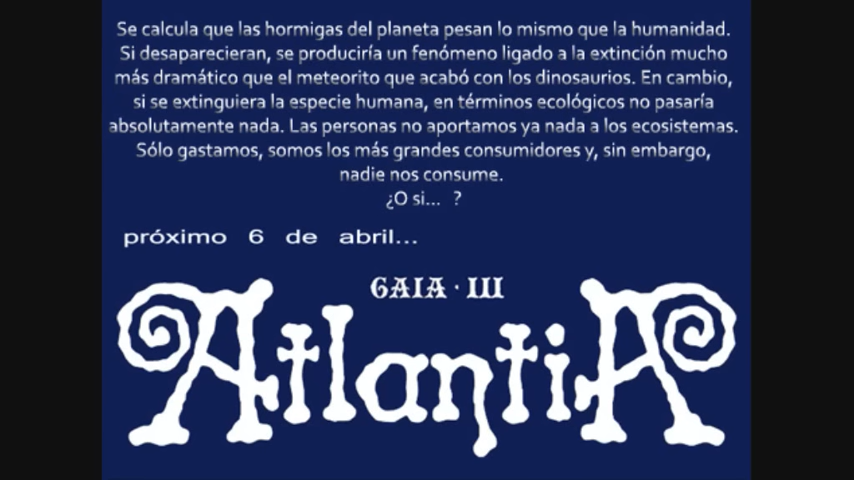 Se calcula que las hormigas del planeta pesan lo mismo que la humanidad.
Si desaparecieran, se produciría un fenómeno ligado a la extinción mucho
más dramático que el meteorito que acabó con los dinosaurios. En cambio,
si se extinguiera la especie humana, en términos ecológicos no pasaría
absolutamente nada. Las personas no aportamos ya nada a los ecosistemas.
Sólo gastamos, somos los más grandes consumidores y, sin embargo,
nadie nos consume.
¿O si... ?
próximo 6 de abril...
GAIA · III
AtlantiA